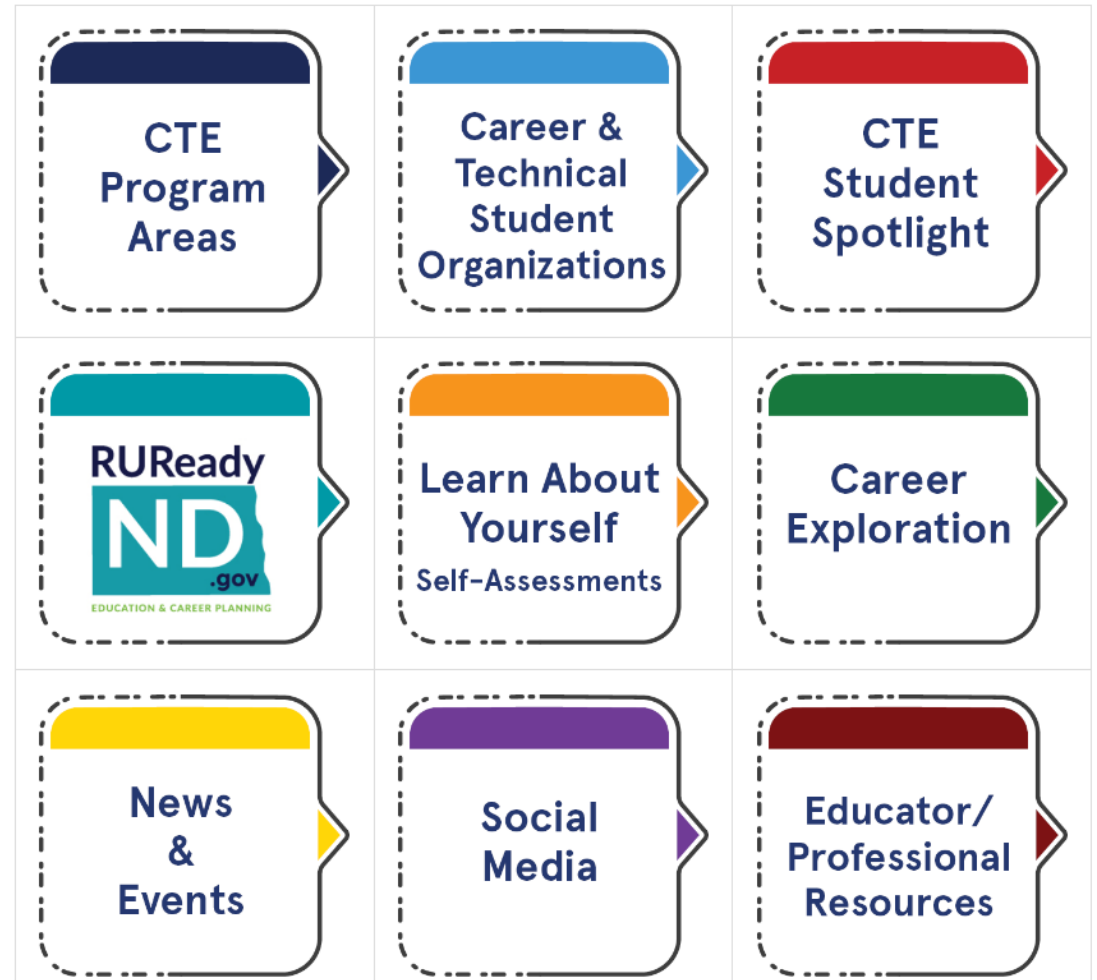 CTE
Program
Areas
Career &
Technical
Student
Organizations
CTE
Student
Spotlight
RUReady
ND
.gov
EDUCATION & CAREER PLANNING
Learn About
Yourself
Self-Assessments
Career
Exploration
News
&
Events
Social
Media
Educator/
Professional
Resources